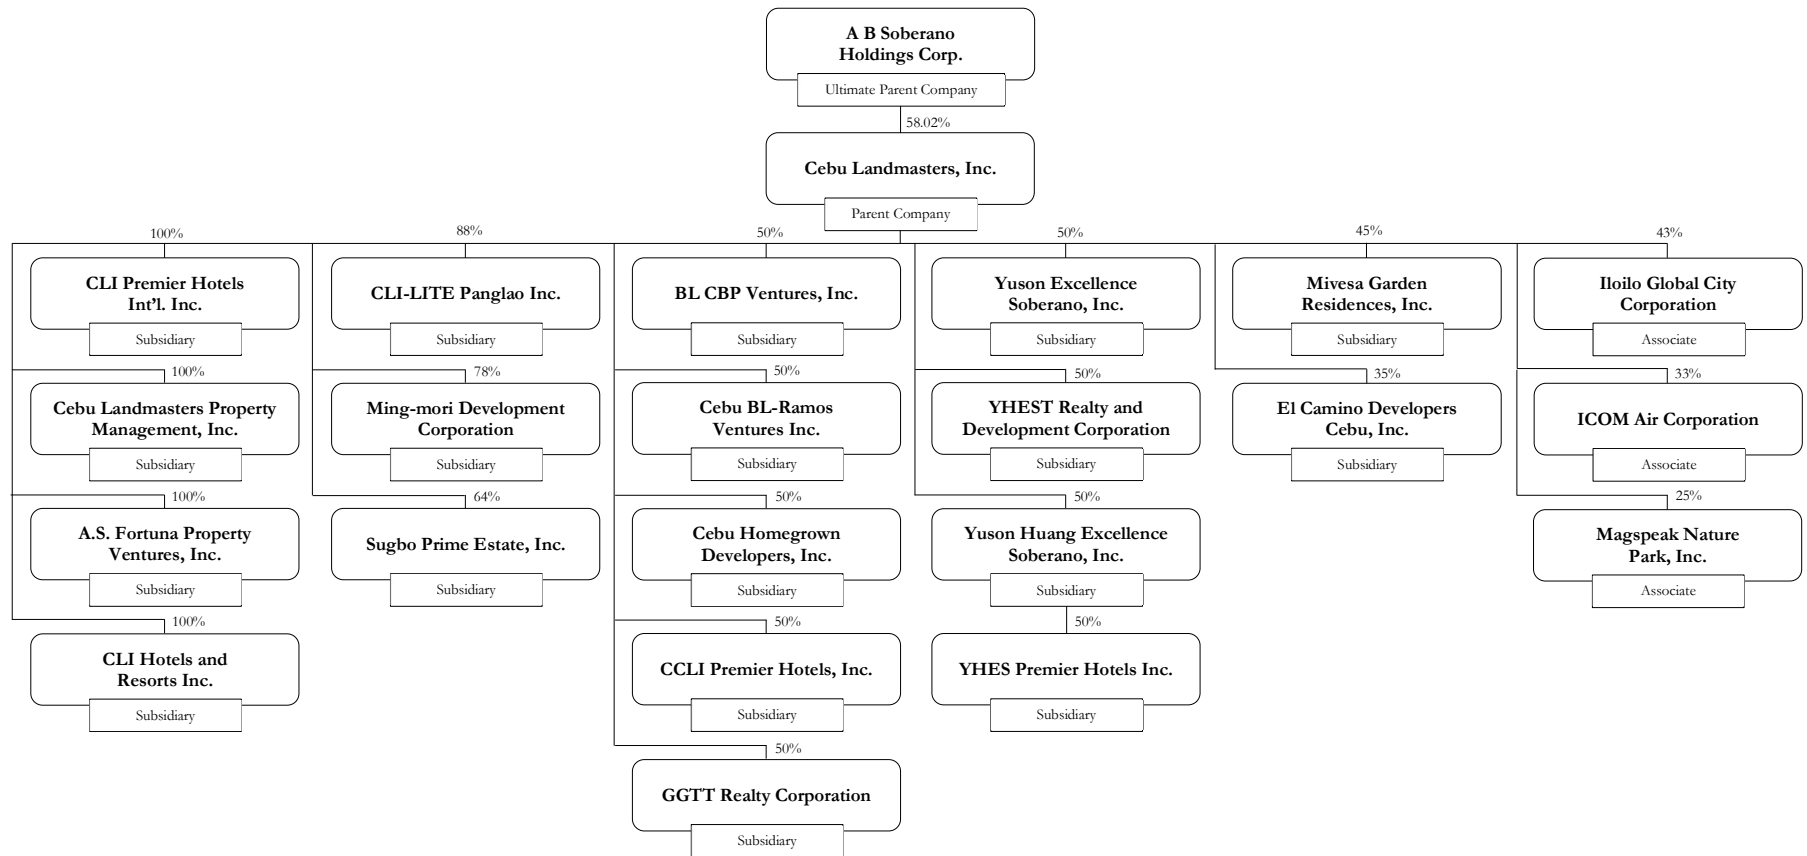 A B Soberano
Holdings Corp.
Ultimate Parent Company
58.02%
Cebu Landmasters, Inc.
Parent Company
100%
CLI Premier Hotels
Int’l. Inc.
Subsidiary
100%
Cebu Landmasters Property
Management, Inc.
Subsidiary
100%
A.S. Fortuna Property
Ventures, Inc.
Subsidiary
100%
CLI Hotels and
Resorts Inc.
Subsidiary
88%
CLI-LITE Panglao Inc.
Subsidiary
78%
Ming-mori Development
Corporation
Subsidiary
64%
Sugbo Prime Estate, Inc.
Subsidiary
50%
BL CBP Ventures, Inc.
Subsidiary
50%
Cebu BL-Ramos
Ventures Inc.
Subsidiary
50%
Cebu Homegrown
Developers, Inc.
Subsidiary
50%
CCLI Premier Hotels, Inc.
Subsidiary
50%
GGTT Realty Corporation
Subsidiary
50%
Yuson Excellence
Soberano, Inc.
Subsidiary
50%
YHEST Realty and
Development Corporation
Subsidiary
50%
Yuson Huang Excellence
Soberano, Inc.
Subsidiary
50%
YHES Premier Hotels Inc.
Subsidiary
45%
Mivesa Garden
Residences, Inc.
Subsidiary
35%
El Camino Developers
Cebu, Inc.
Subsidiary
43%
Iloilo Global City
Corporation
Associate
33%
ICOM Air Corporation
Associate
25%
Magspeak Nature
Park, Inc.
Associate